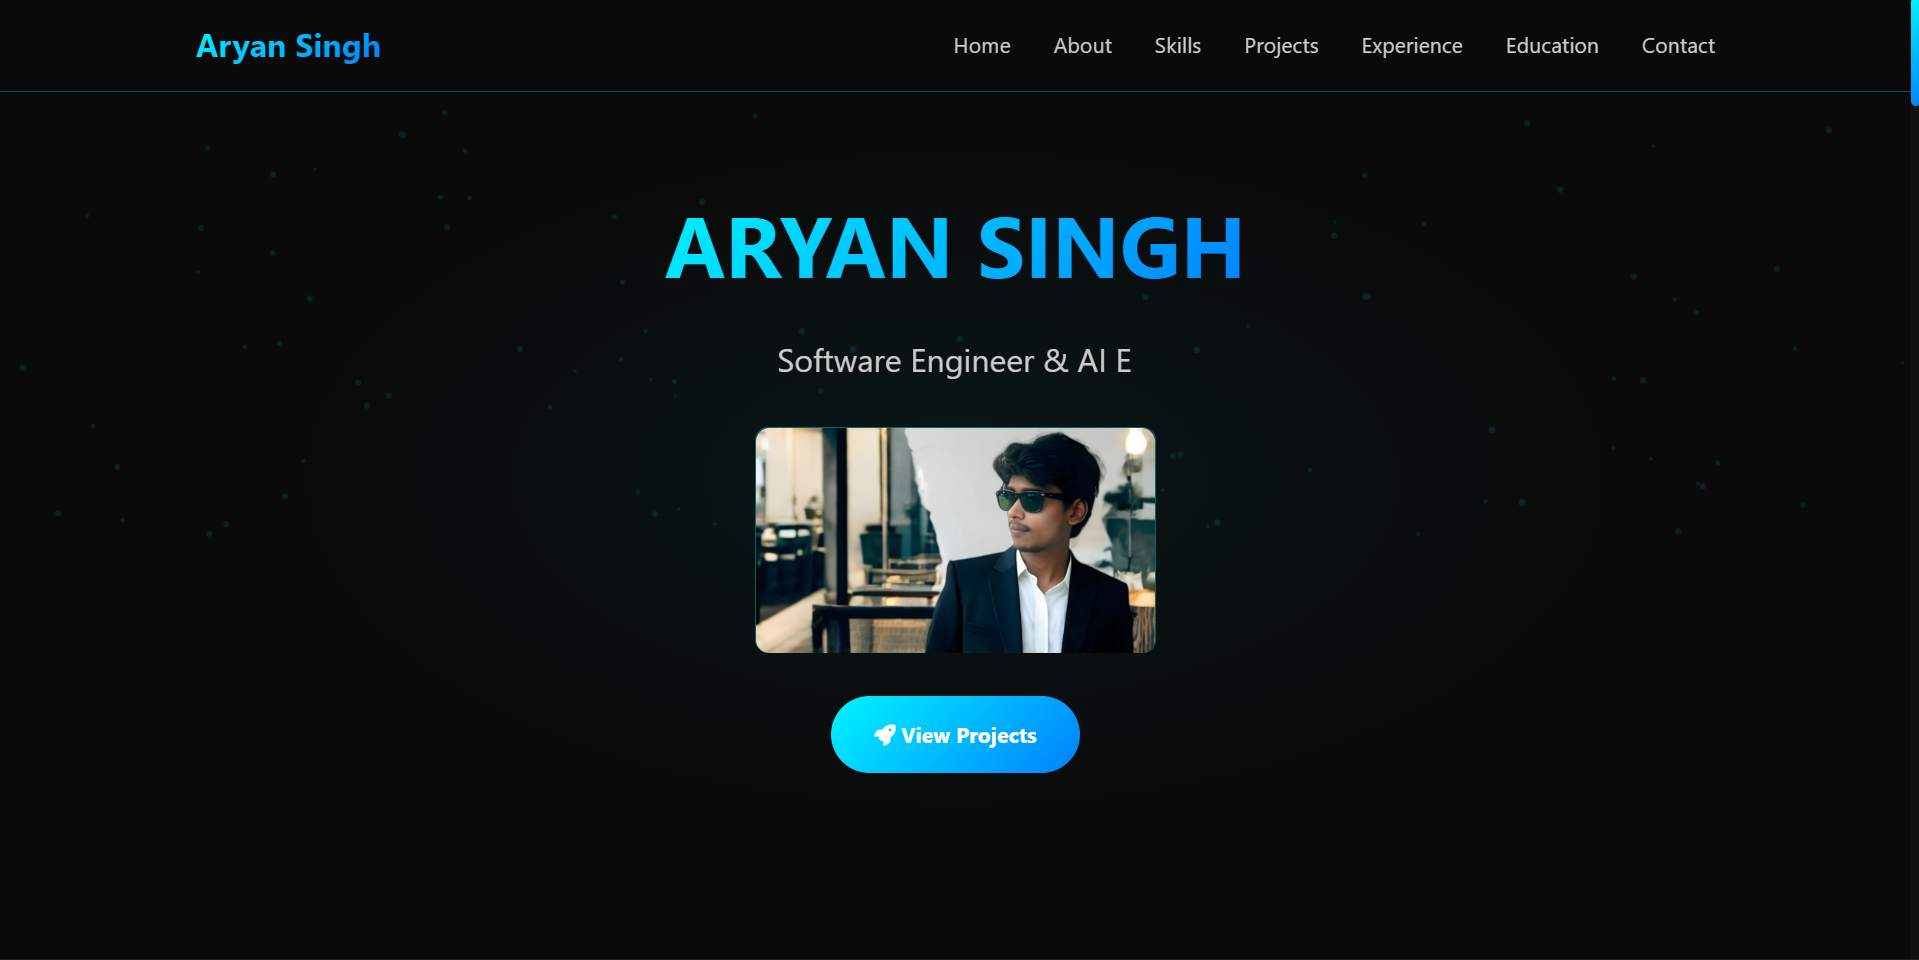 Aryan Singh
Home About Skills Projects Experience Education Contact
ARYAN SINGH
Software Engineer & AI E
View Projects